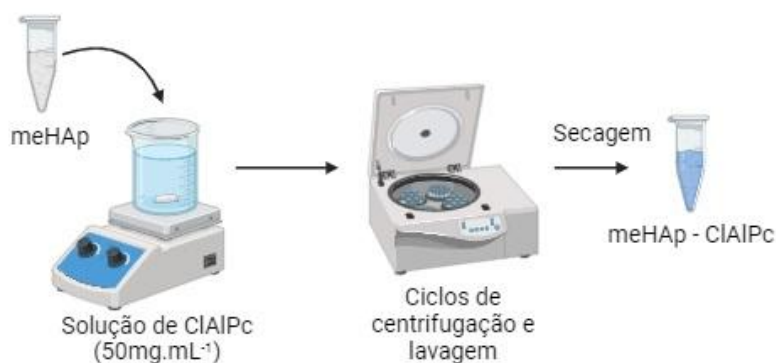 meHAp
Solução de ClAlPc
(50mg.mL⁻¹)
Ciclos de
centrifugação e
lavagem
Secagem
meHAp - ClAlPc